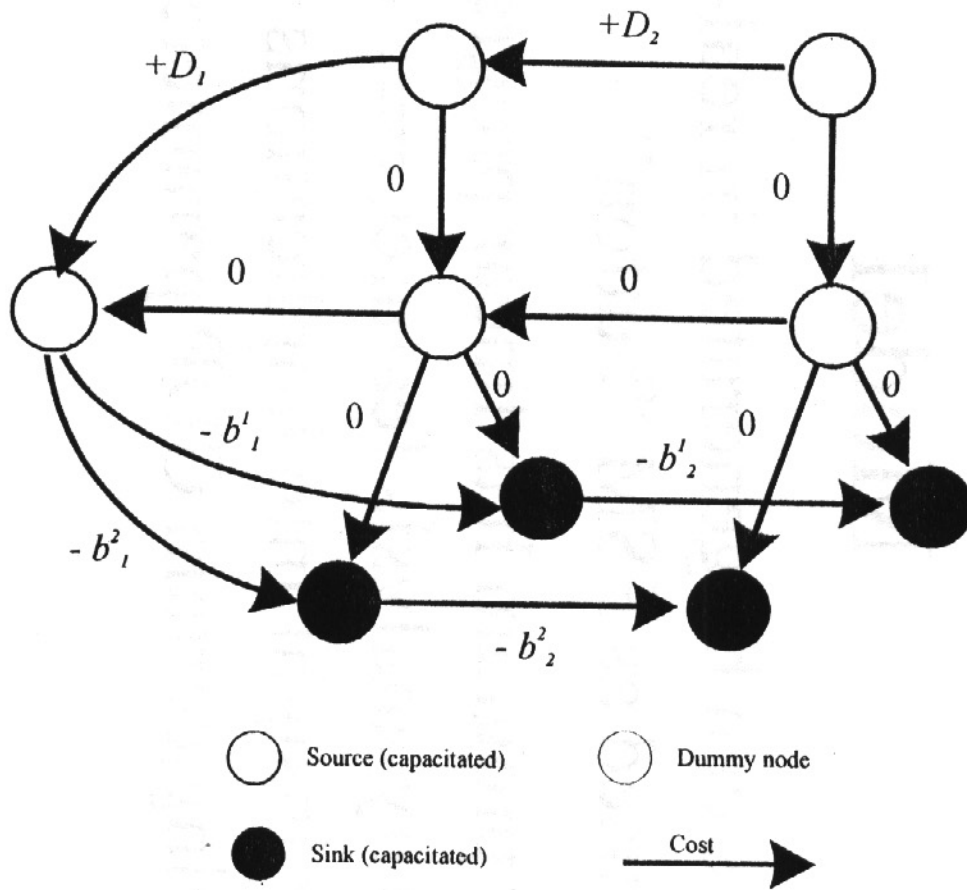 +D₂
+D₁
0
0
0
0
0
0
0
0
- b¹₁
- b¹₂
- b²₁
- b²₂
Source (capacitated)
Dummy node
Sink (capacitated)
Cost